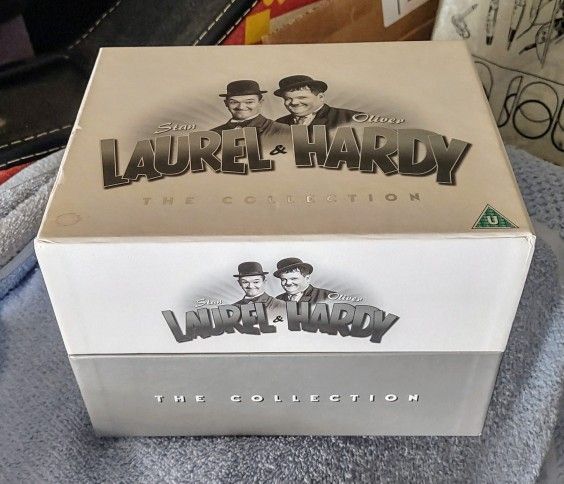 Stan Oliver
LAUREL & HARDY
THE COLLECTION
U
Stan Oliver
LAUREL & HARDY
THE COLLECTION